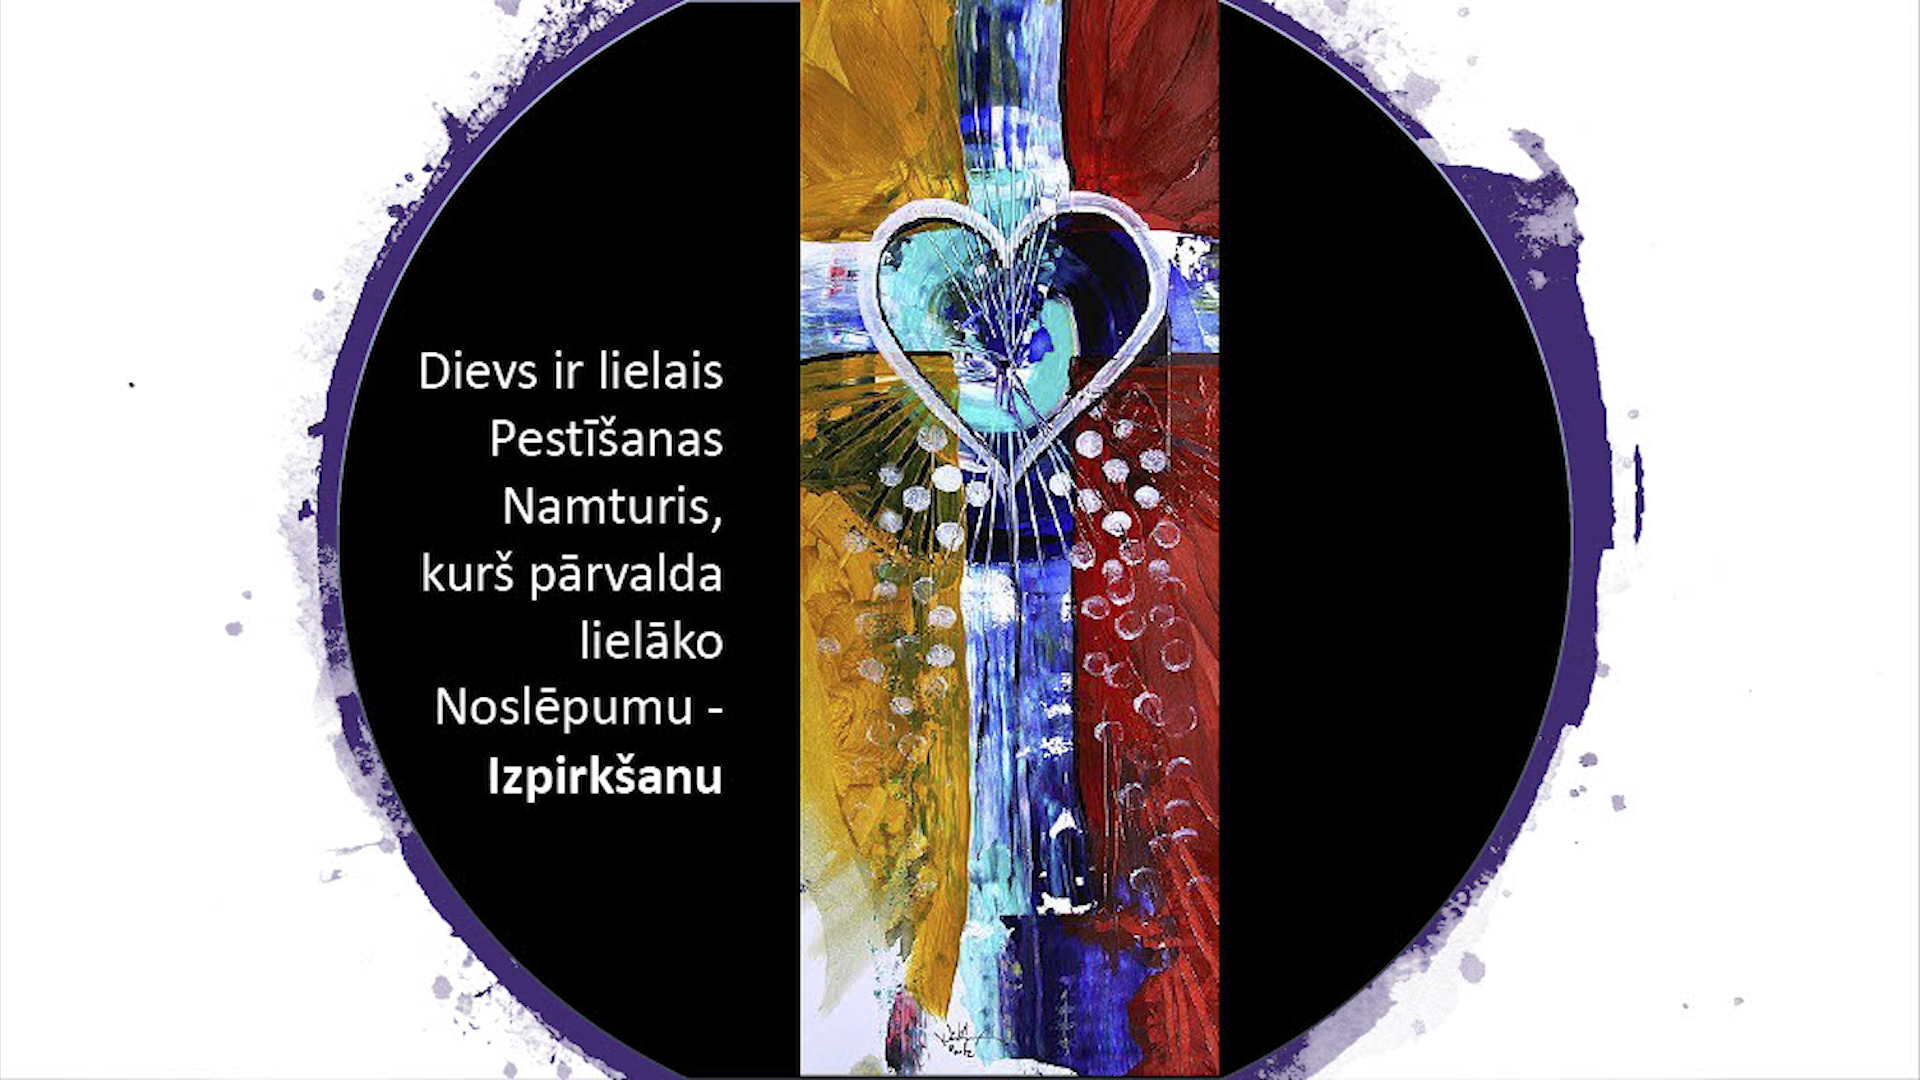 Dievs ir lielais
Pestīšanas
Namturis,
kurš pārvalda
lielāko
Noslēpumu -
Izpirkšanu